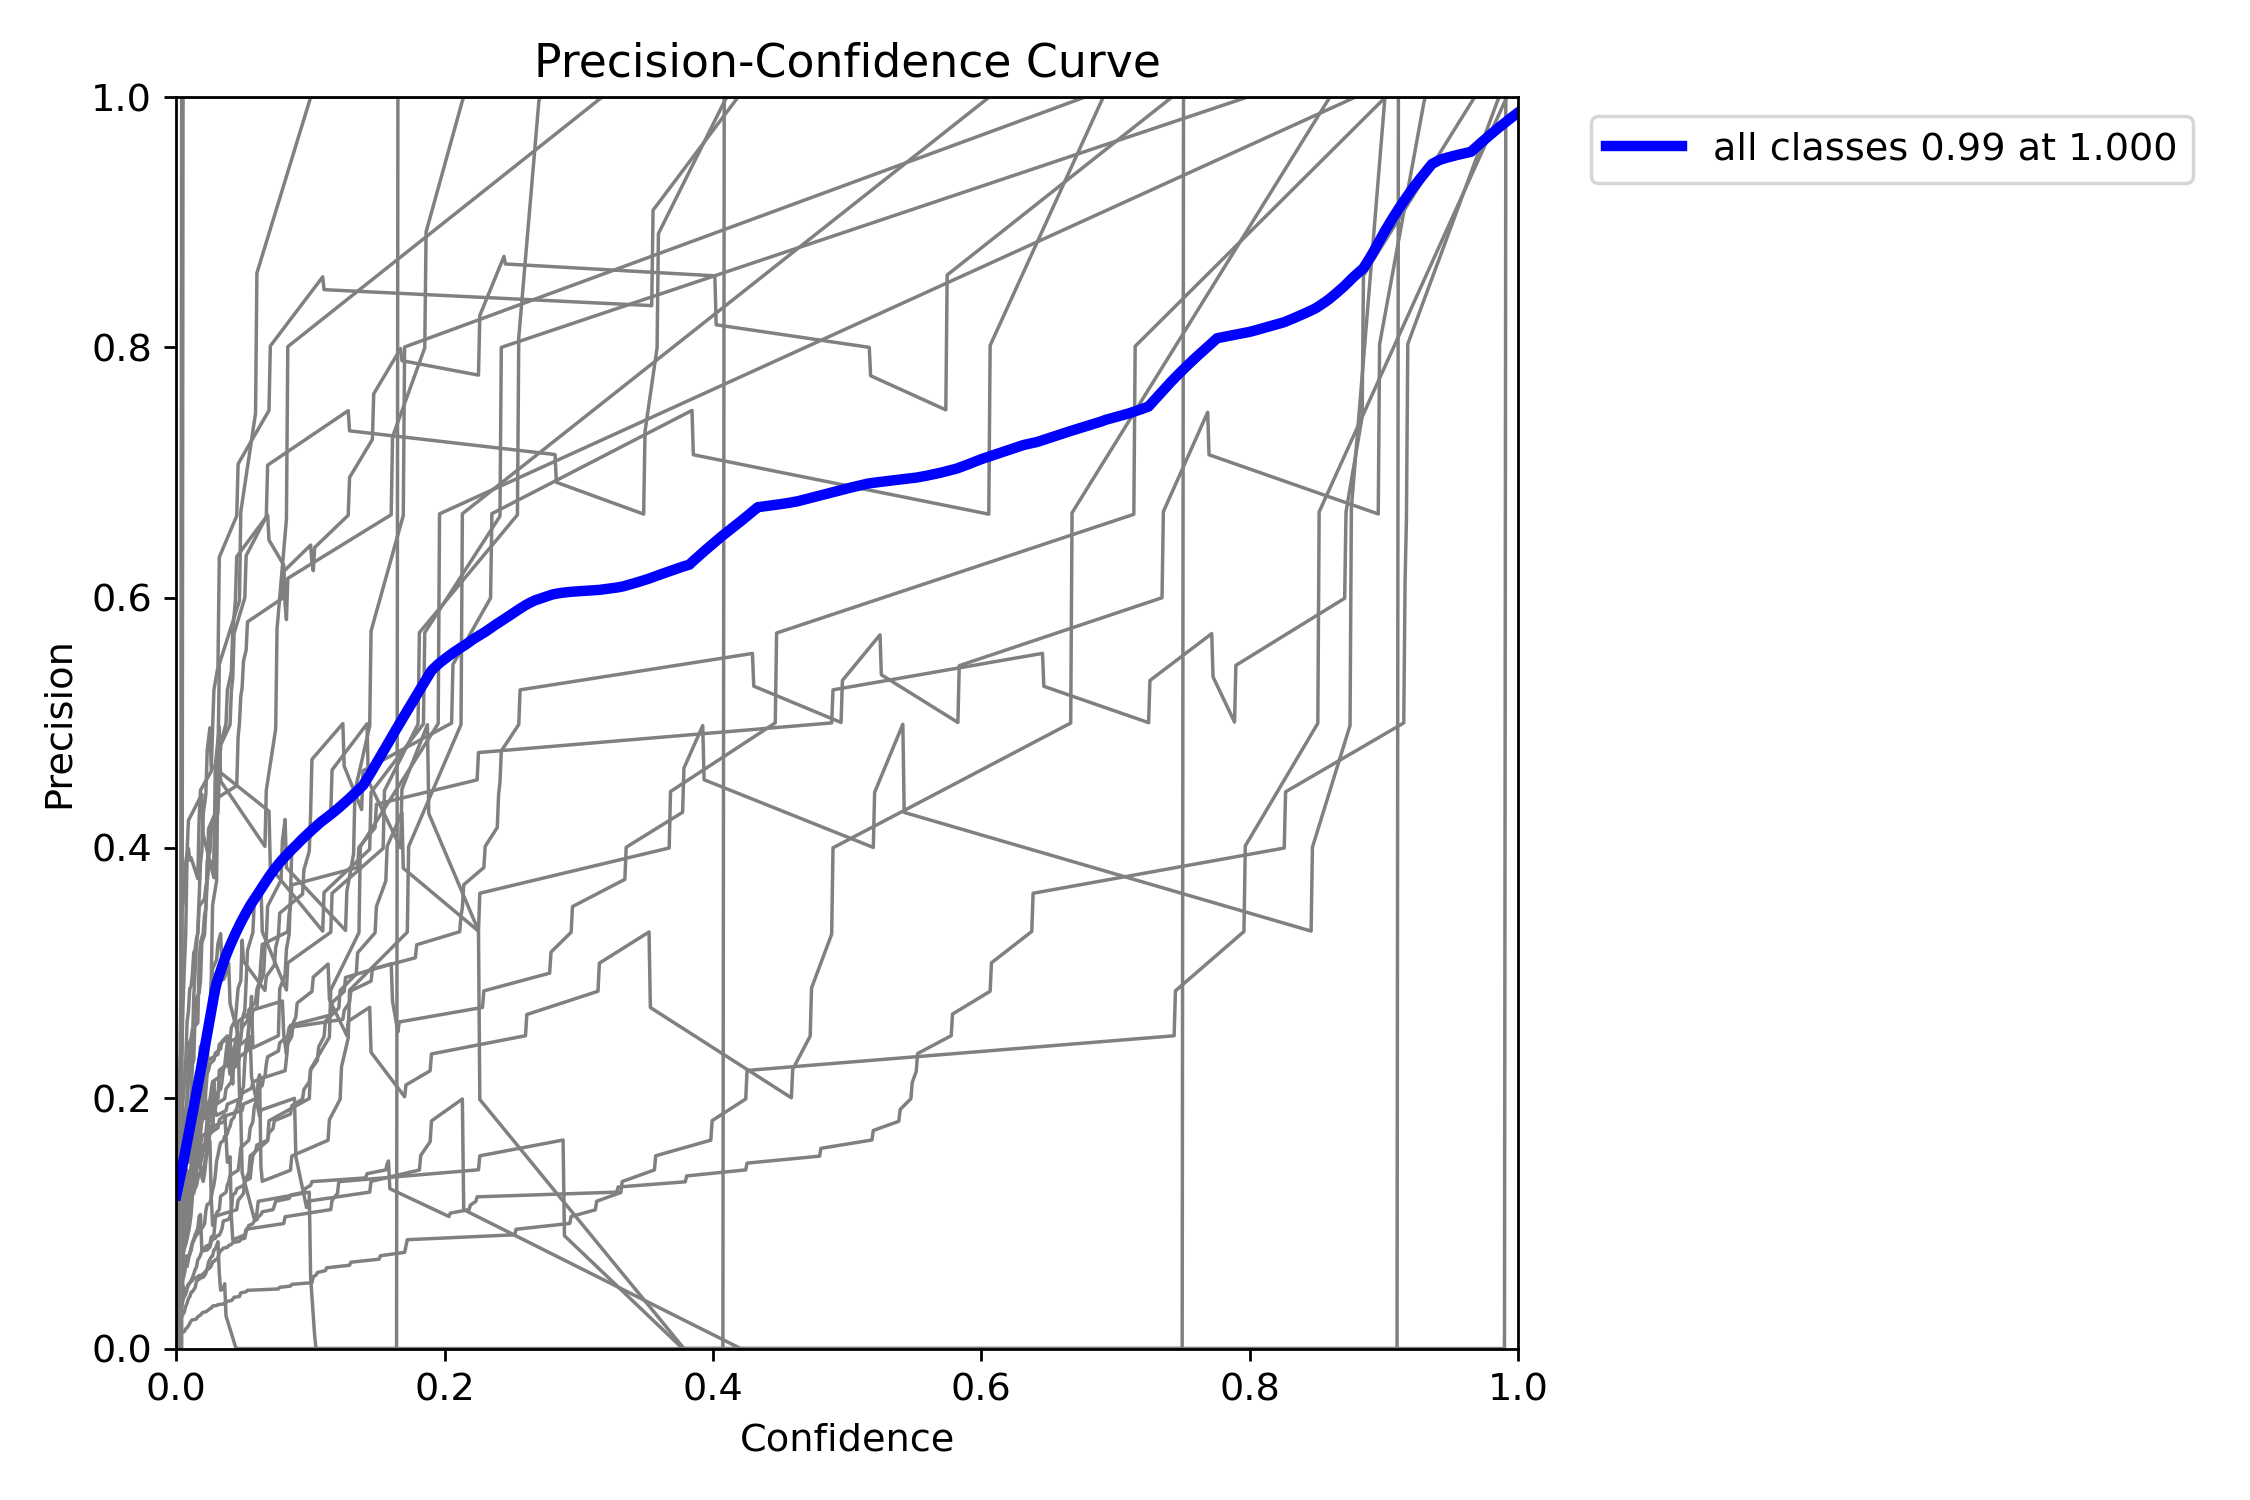 Precision-Confidence Curve
all classes 0.99 at 1.000
1.0
0.8
0.6
0.4
0.2
0.0
Precision
0.0 0.2 0.4 0.6 0.8 1.0
Confidence